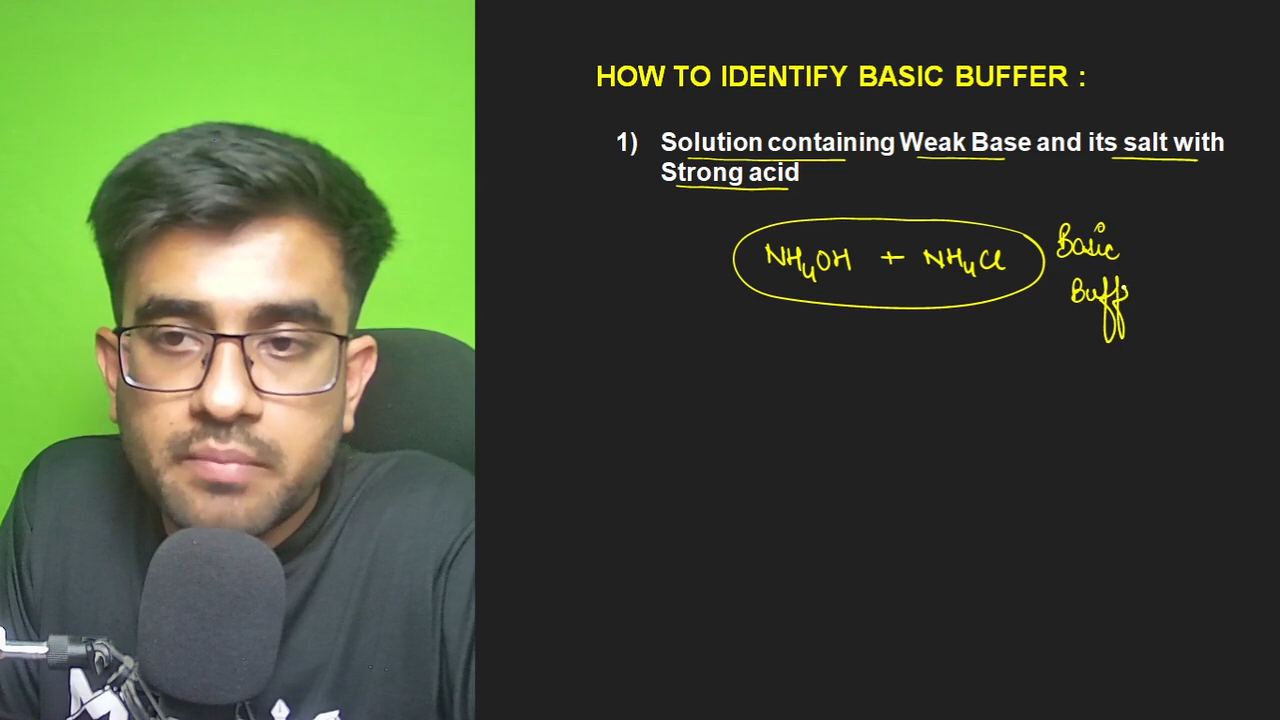 HOW TO IDENTIFY BASIC BUFFER :
1) Solution containing Weak Base and its salt with
Strong acid
NH4OH + NH4Cl
Basic
Buff